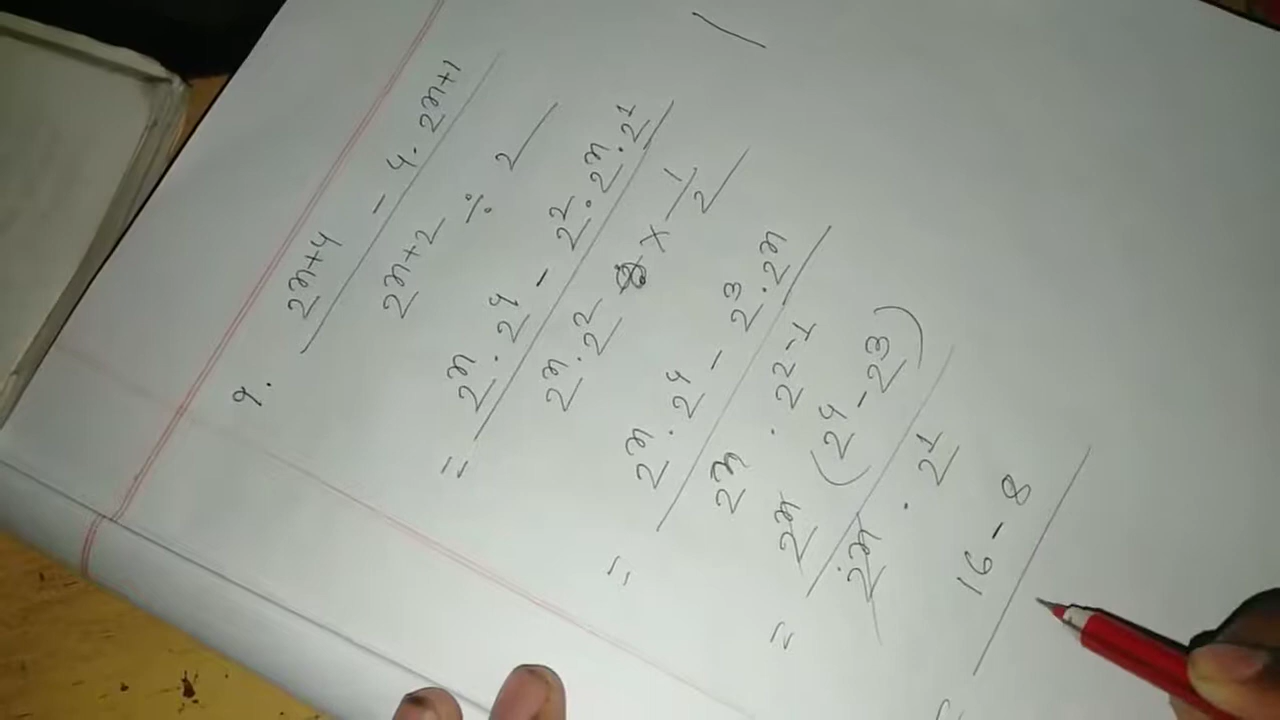 9. (2^{n+4} - 4 . 2^{n+1}) / (2^{n+2} ÷ 2)
= (2^n . 2^4 - 2^2 . 2^n . 2^1) / (2^n . 2^2 × 1/2)
= (2^n . 2^4 - 2^3 . 2^n) / (2^n . 2^{2-1})
= 2^n (2^4 - 2^3) / (2^n . 2^1)
= 16 - 8